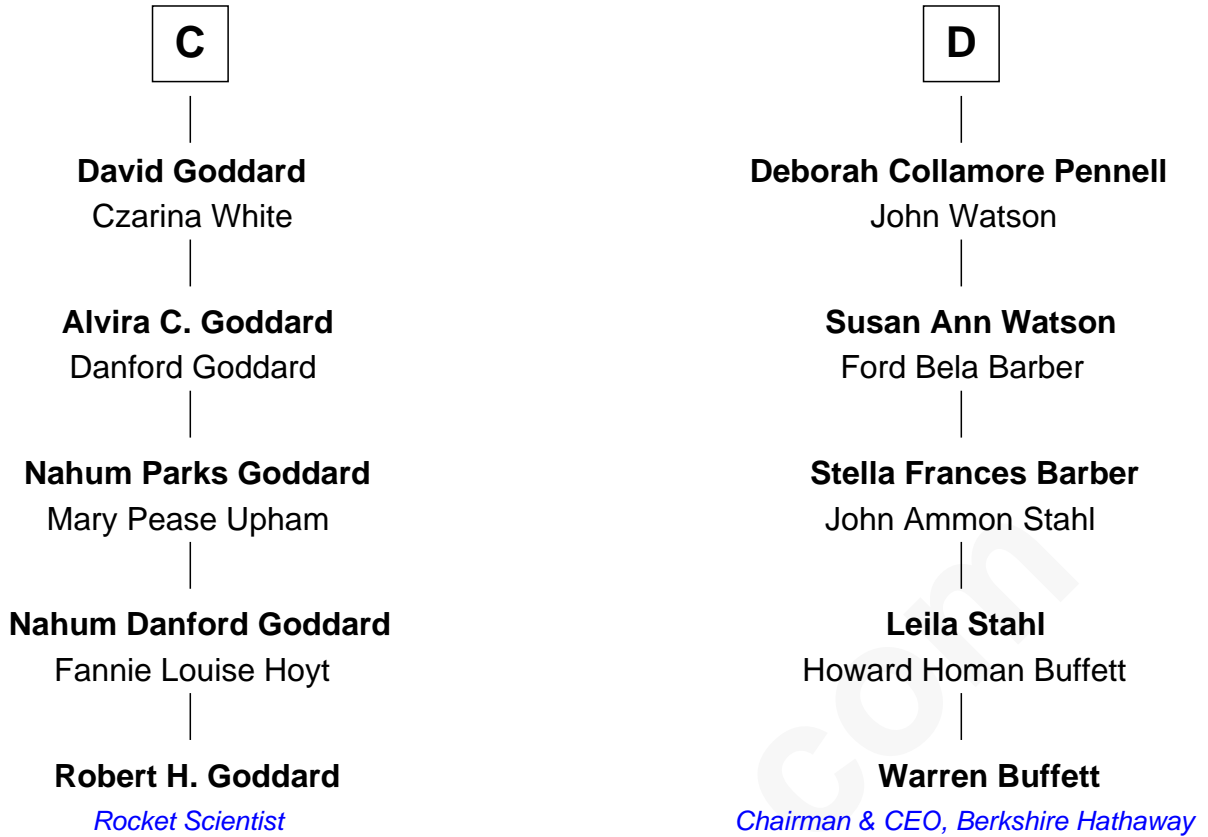 C
David Goddard
Czarina White
Alvira C. Goddard
Danford Goddard
Nahum Parks Goddard
Mary Pease Upham
Nahum Danford Goddard
Fannie Louise Hoyt
Robert H. Goddard
Rocket Scientist
D
Deborah Collamore Pennell
John Watson
Susan Ann Watson
Ford Bela Barber
Stella Frances Barber
John Ammon Stahl
Leila Stahl
Howard Homan Buffett
Warren Buffett
Chairman & CEO, Berkshire Hathaway
com